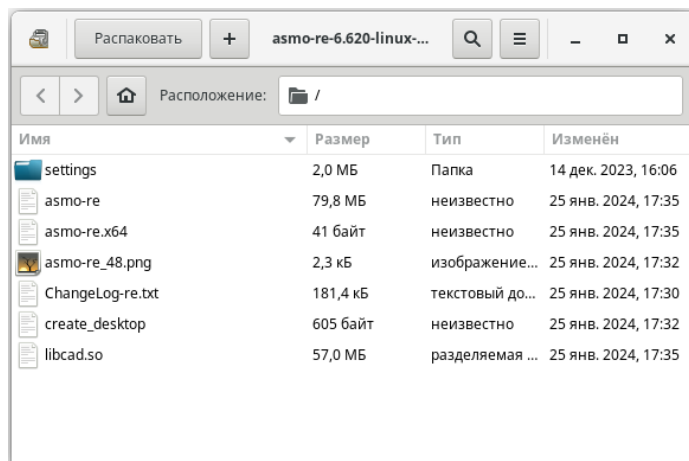 Распаковать + asmo-re-6.620-linux-...
Расположение: /
Имя Размер Тип Изменён
settings 2,0 МБ Папка 14 дек. 2023, 16:06
asmo-re 79,8 МБ неизвестно 25 янв. 2024, 17:35
asmo-re.x64 41 байт неизвестно 25 янв. 2024, 17:35
asmo-re_48.png 2,3 кБ изображение... 25 янв. 2024, 17:32
ChangeLog-re.txt 181,4 кБ текстовый до... 25 янв. 2024, 17:30
create_desktop 605 байт неизвестно 25 янв. 2024, 17:32
libcad.so 57,0 МБ разделяемая ... 25 янв. 2024, 17:35